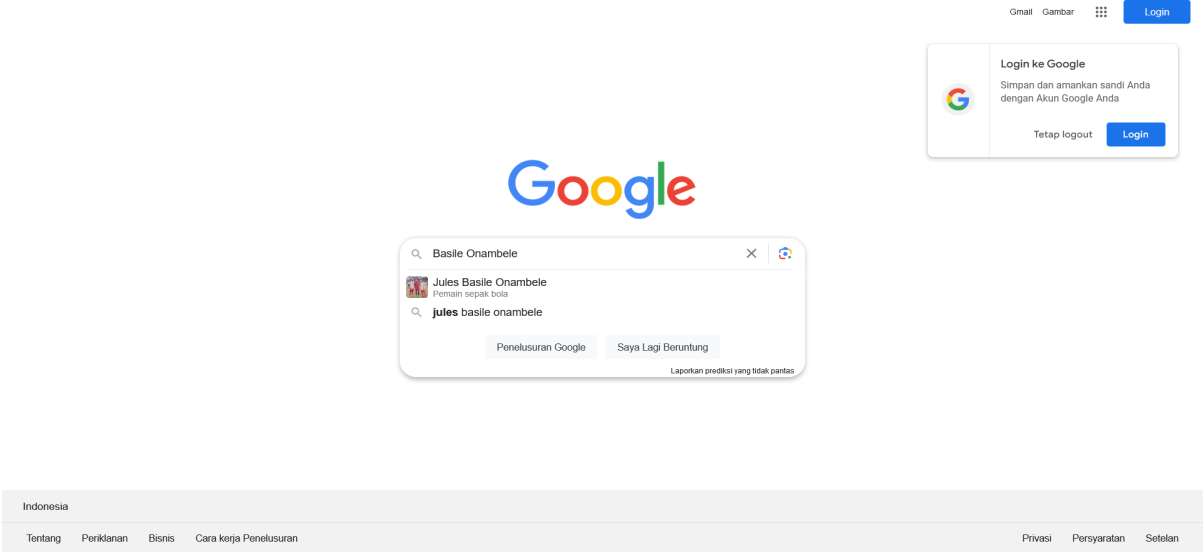 Gmail Gambar Login
Login ke Google
Simpan dan amankan sandi Anda
dengan Akun Google Anda
Tetap logout Login
Google
Basile Onambele
Jules Basile Onambele
Pemain sepak bola
jules basile onambele
Penelusuran Google Saya Lagi Beruntung
Laporkan prediksi yang tidak pantas
Indonesia
Tentang Periklanan Bisnis Cara kerja Penelusuran Privasi Persyaratan Setelan